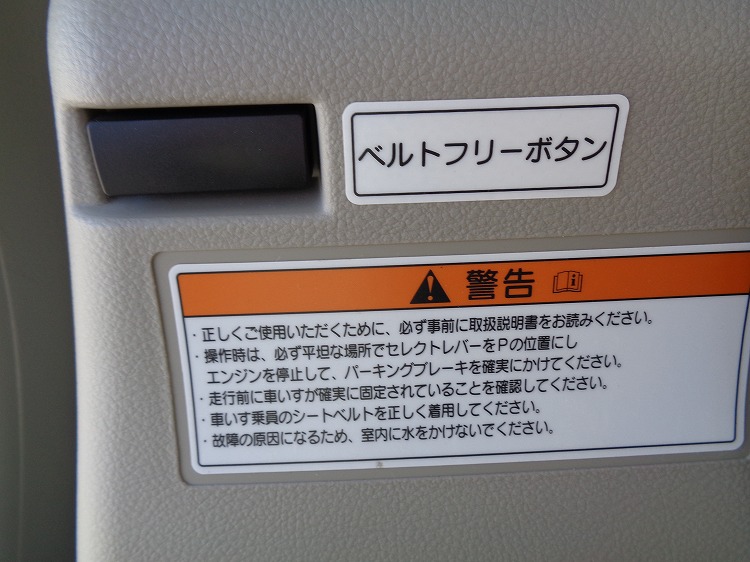 ベルトフリーボタン
警告
・正しくご使用いただくために、必ず事前に取扱説明書をお読みください。
・操作時は、必ず平坦な場所でセレクトレバーをPの位置にし
エンジンを停止して、パーキングブレーキを確実にかけてください。
・走行前に車いすが確実に固定されていることを確認してください。
・車いす乗員のシートベルトを正しく着用してください。
・故障の原因になるため、室内に水をかけないでください。